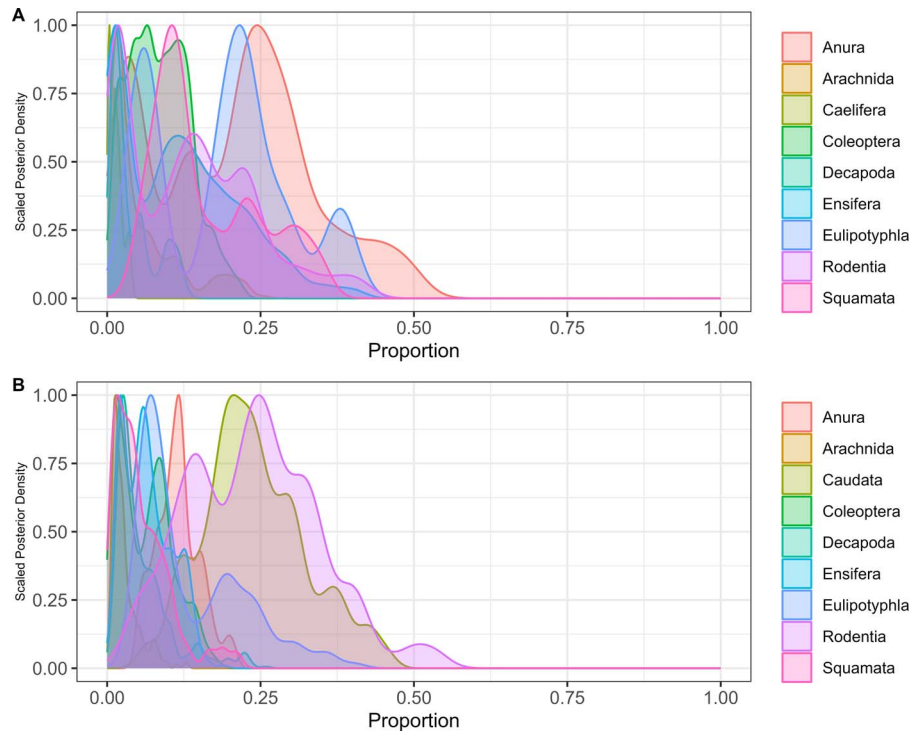 A
Scaled Posterior Density
1.00
0.75
0.50
0.25
0.00
0.00 0.25 0.50 0.75 1.00
Proportion
Anura
Arachnida
Caelifera
Coleoptera
Decapoda
Ensifera
Eulipotyphla
Rodentia
Squamata
B
Scaled Posterior Density
1.00
0.75
0.50
0.25
0.00
0.00 0.25 0.50 0.75 1.00
Proportion
Anura
Arachnida
Caudata
Coleoptera
Decapoda
Ensifera
Eulipotyphla
Rodentia
Squamata